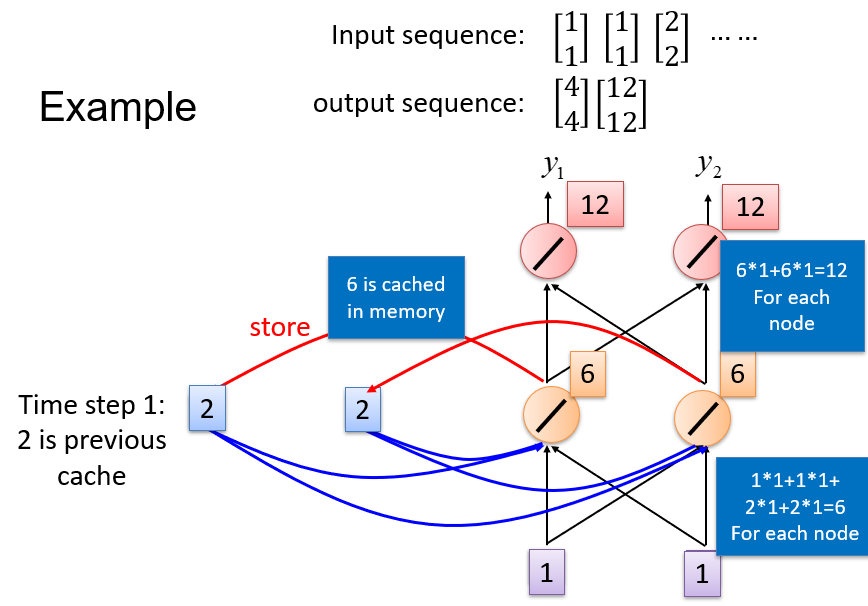 Input sequence: [1 1] [1 1] [2 2] ... ...
output sequence: [4 4] [12 12]
Example
y₁
y₂
12
12
6 is cached
in memory
6*1+6*1=12
For each
node
store
6
6
Time step 1:
2 is previous
cache
2
2
1*1+1*1+
2*1+2*1=6
For each node
1
1